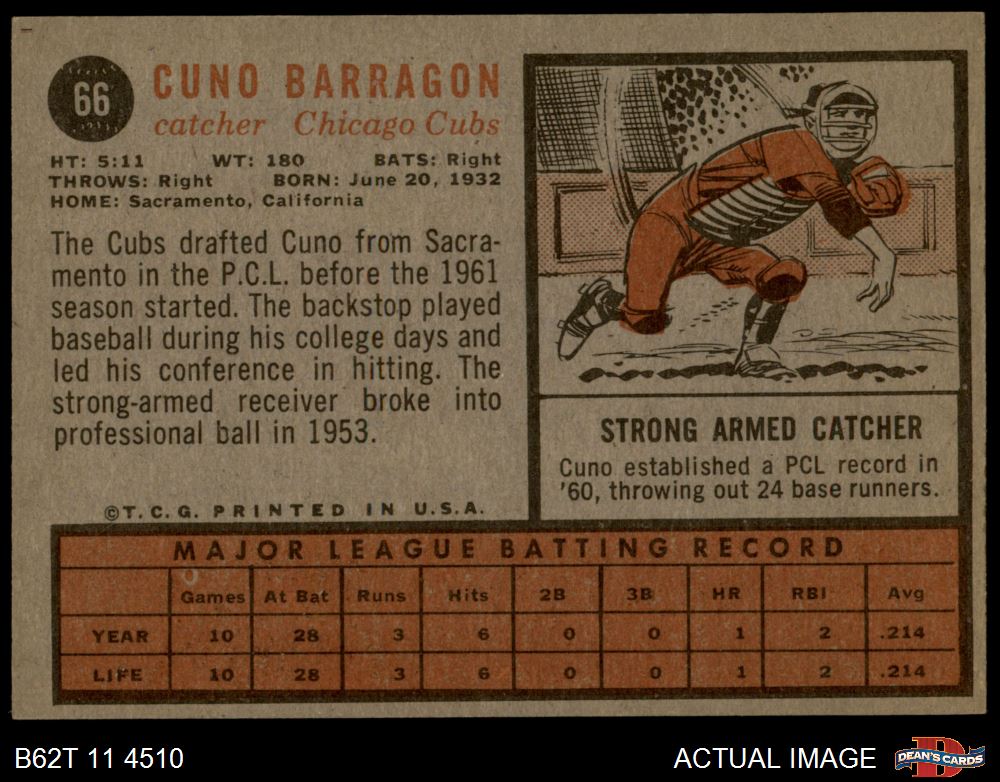 66
CUNO BARRAGON
catcher Chicago Cubs
HT: 5:11 WT: 180 BATS: Right
THROWS: Right BORN: June 20, 1932
HOME: Sacramento, California
The Cubs drafted Cuno from Sacra-
mento in the P.C.L. before the 1961
season started. The backstop played
baseball during his college days and
led his conference in hitting. The
strong-armed receiver broke into
professional ball in 1953.
©T.C.G. PRINTED IN U.S.A.
STRONG ARMED CATCHER
Cuno established a PCL record in
'60, throwing out 24 base runners.
MAJOR LEAGUE BATTING RECORD
Games At Bat Runs Hits 2B 3B HR RBI Avg
YEAR 10 28 3 6 0 0 1 2 .214
LIFE 10 28 3 6 0 0 1 2 .214
B62T 11 4510 ACTUAL IMAGE
D
DEAN'S CARDS